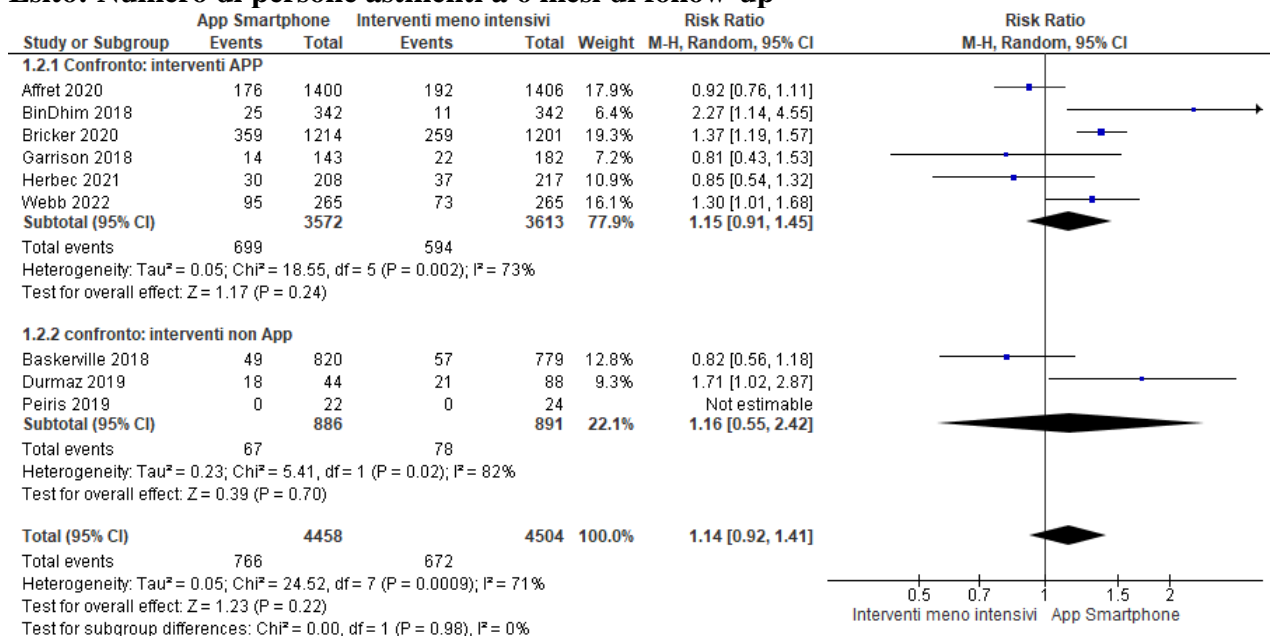 Esito: Numero di persone astinenti a 6 mesi di follow-up
App Smartphone Interventi meno intensivi Risk Ratio Risk Ratio
Study or Subgroup Events Total Events Total Weight M-H, Random, 95% CI M-H, Random, 95% CI
1.2.1 Confronto: interventi APP
Affret 2020 176 1400 192 1406 17.9% 0.92 [0.76, 1.11]
BinDhim 2018 25 342 11 342 6.4% 2.27 [1.14, 4.55]
Bricker 2020 359 1214 259 1201 19.3% 1.37 [1.19, 1.57]
Garrison 2018 14 143 22 182 7.2% 0.81 [0.43, 1.53]
Herbec 2021 30 208 37 217 10.9% 0.85 [0.54, 1.32]
Webb 2022 95 265 73 265 16.1% 1.30 [1.01, 1.68]
Subtotal (95% CI) 3572 3613 77.9% 1.15 [0.91, 1.45]
Total events 699 594
Heterogeneity: Tau² = 0.05; Chi² = 18.55, df = 5 (P = 0.002); I² = 73%
Test for overall effect: Z = 1.17 (P = 0.24)
1.2.2 confronto: interventi non App
Baskerville 2018 49 820 57 779 12.8% 0.82 [0.56, 1.18]
Durmaz 2019 18 44 21 88 9.3% 1.71 [1.02, 2.87]
Peiris 2019 0 22 0 24 Not estimable
Subtotal (95% CI) 886 891 22.1% 1.16 [0.55, 2.42]
Total events 67 78
Heterogeneity: Tau² = 0.23; Chi² = 5.41, df = 1 (P = 0.02); I² = 82%
Test for overall effect: Z = 0.39 (P = 0.70)
Total (95% CI) 4458 4504 100.0% 1.14 [0.92, 1.41]
Total events 766 672
Heterogeneity: Tau² = 0.05; Chi² = 24.52, df = 7 (P = 0.0009); I² = 71%
Test for overall effect: Z = 1.23 (P = 0.22)
Test for subgroup differences: Chi² = 0.00, df = 1 (P = 0.98), I² = 0%
0.5 0.7 1 1.5 2
Interventi meno intensivi App Smartphone